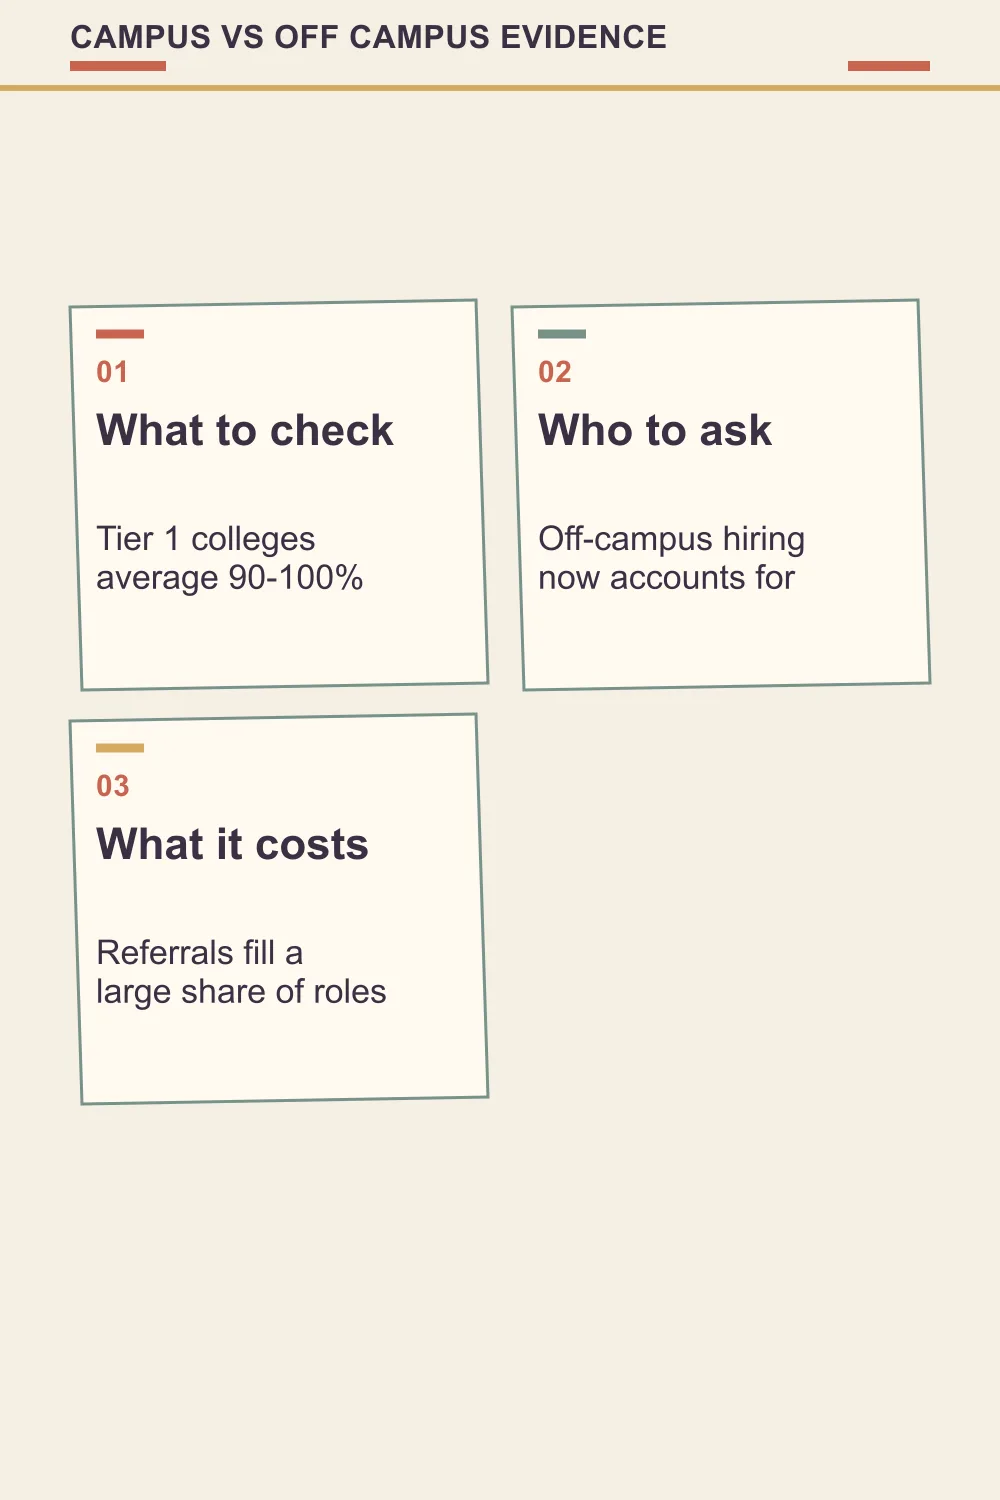 CAMPUS VS OFF CAMPUS EVIDENCE
01
What to check
Tier 1 colleges
average 90-100%
02
Who to ask
Off-campus hiring
now accounts for
03
What it costs
Referrals fill a
large share of roles